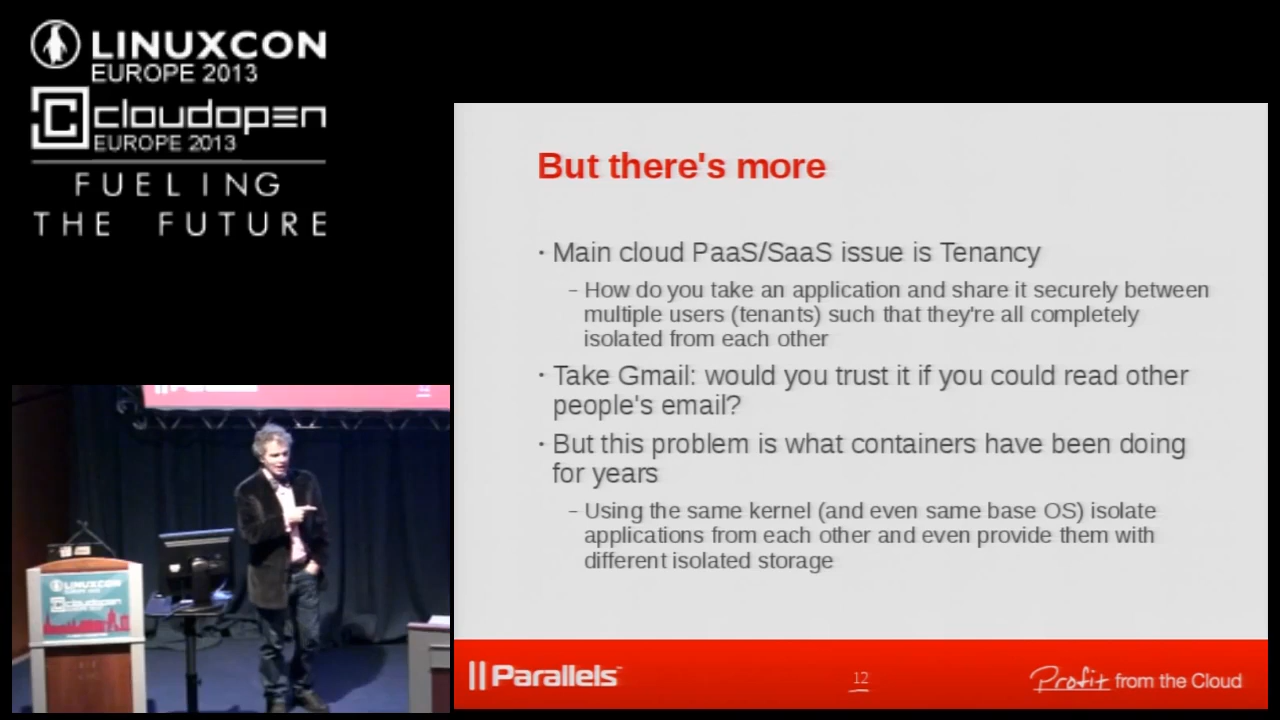 LINUXCON
EUROPE 2013
cloudopen
EUROPE 2013
FUELING
THE FUTURE
But there's more
· Main cloud PaaS/SaaS issue is Tenancy
– How do you take an application and share it securely between
multiple users (tenants) such that they're all completely
isolated from each other
· Take Gmail: would you trust it if you could read other
people's email?
· But this problem is what containers have been doing
for years
– Using the same kernel (and even same base OS) isolate
applications from each other and even provide them with
different isolated storage
Parallels™
12
Profit from the Cloud
LINUXCON
cloudopen